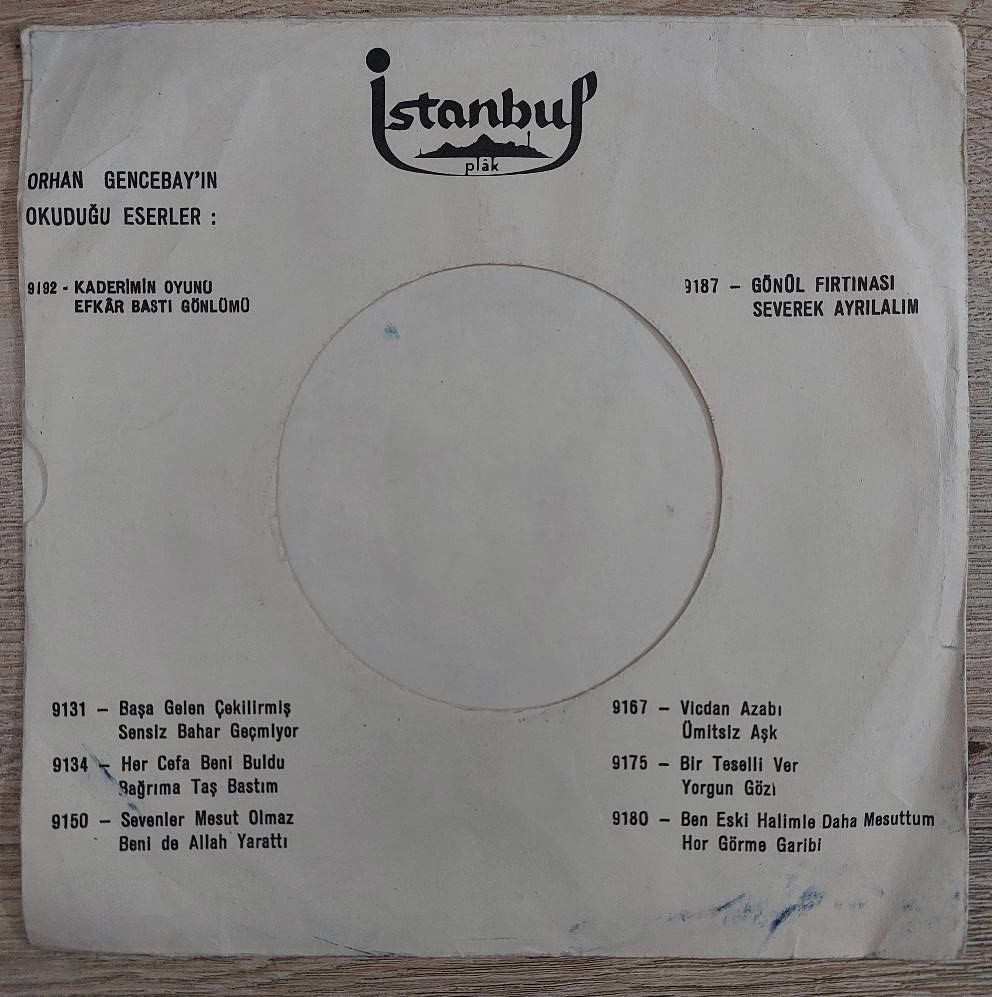 İstanbul
plâk
ORHAN GENCEBAY'IN
OKUDUĞU ESERLER :
9192 - KADERİMİN OYUNU
EFKÂR BASTI GÖNLÜMÜ
9187 – GÖNÜL FIRTINASI
SEVEREK AYRILALIM
9131 – Başa Gelen Çekilirmiş
Sensiz Bahar Geçmiyor
9134 – Her Cefa Beni Buldu
Bağrıma Taş Bastım
9150 – Sevenler Mesut Olmaz
Beni de Allah Yarattı
9167 – Vicdan Azabı
Ümitsiz Aşk
9175 – Bir Teselli Ver
Yorgun Gözl
9180 – Ben Eski Halimle Daha Mesuttum
Hor Görme Garibi